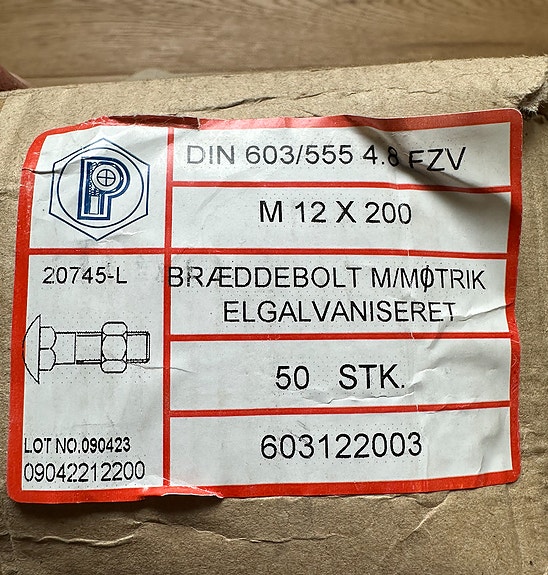 P
DIN 603/555 4.8 FZV
M 12 X 200
20745-L
BRÆDDEBOLT M/MØTRIK
ELGALVANISERET
50 STK.
LOT NO.090423
09042212200
603122003